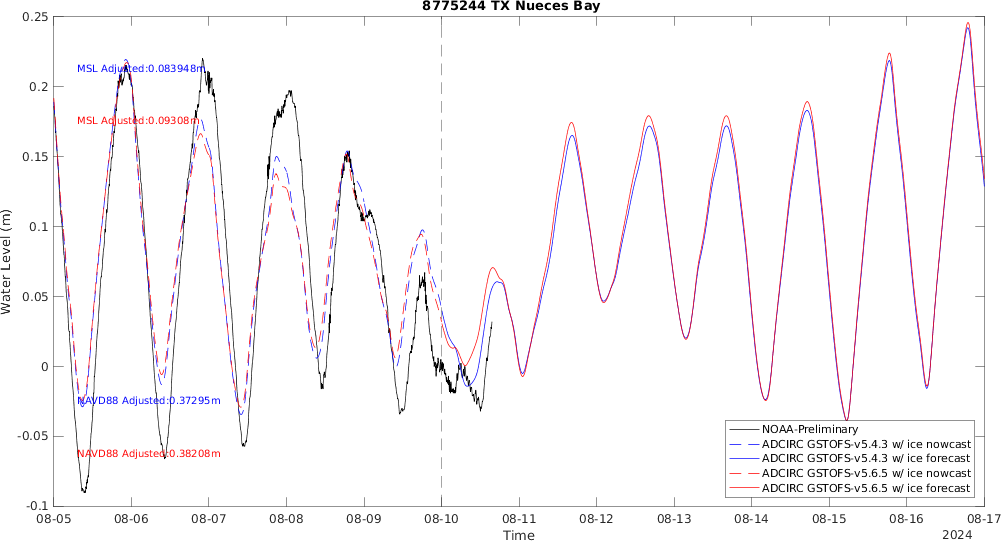 8775244 TX Nueces Bay
0.25
0.2
0.15
0.1
0.05
0
-0.05
-0.1
Water Level (m)
MSL Adjusted:0.083948m
MSL Adjusted:0.09308m
NAVD88 Adjusted:0.37295m
NAVD88 Adjusted:0.38208m
NOAA-Preliminary
ADCIRC GSTOFS-v5.4.3 w/ ice nowcast
ADCIRC GSTOFS-v5.4.3 w/ ice forecast
ADCIRC GSTOFS-v5.6.5 w/ ice nowcast
ADCIRC GSTOFS-v5.6.5 w/ ice forecast
08-05 08-06 08-07 08-08 08-09 08-10 08-11 08-12 08-13 08-14 08-15 08-16 08-17
Time
2024